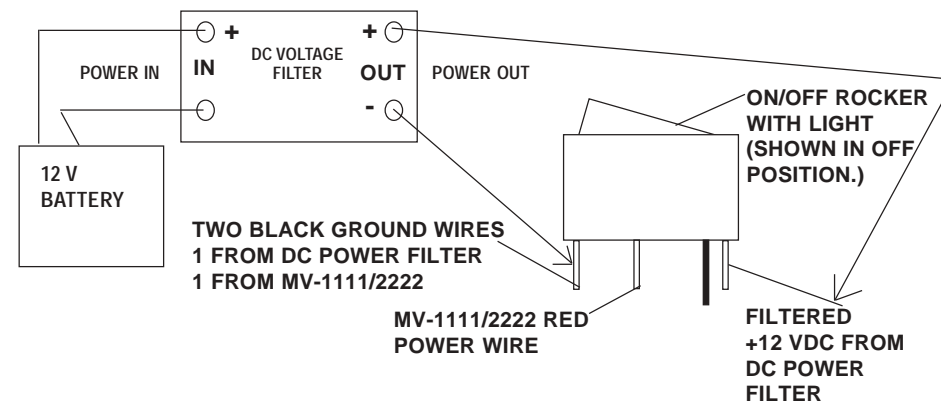 +
+
DC VOLTAGE
FILTER
POWER IN
IN
OUT
POWER OUT
-
ON/OFF ROCKER
WITH LIGHT
(SHOWN IN OFF
POSITION.)
12 V
BATTERY
TWO BLACK GROUND WIRES
1 FROM DC POWER FILTER
1 FROM MV-1111/2222
MV-1111/2222 RED
POWER WIRE
FILTERED
+12 VDC FROM
DC POWER
FILTER